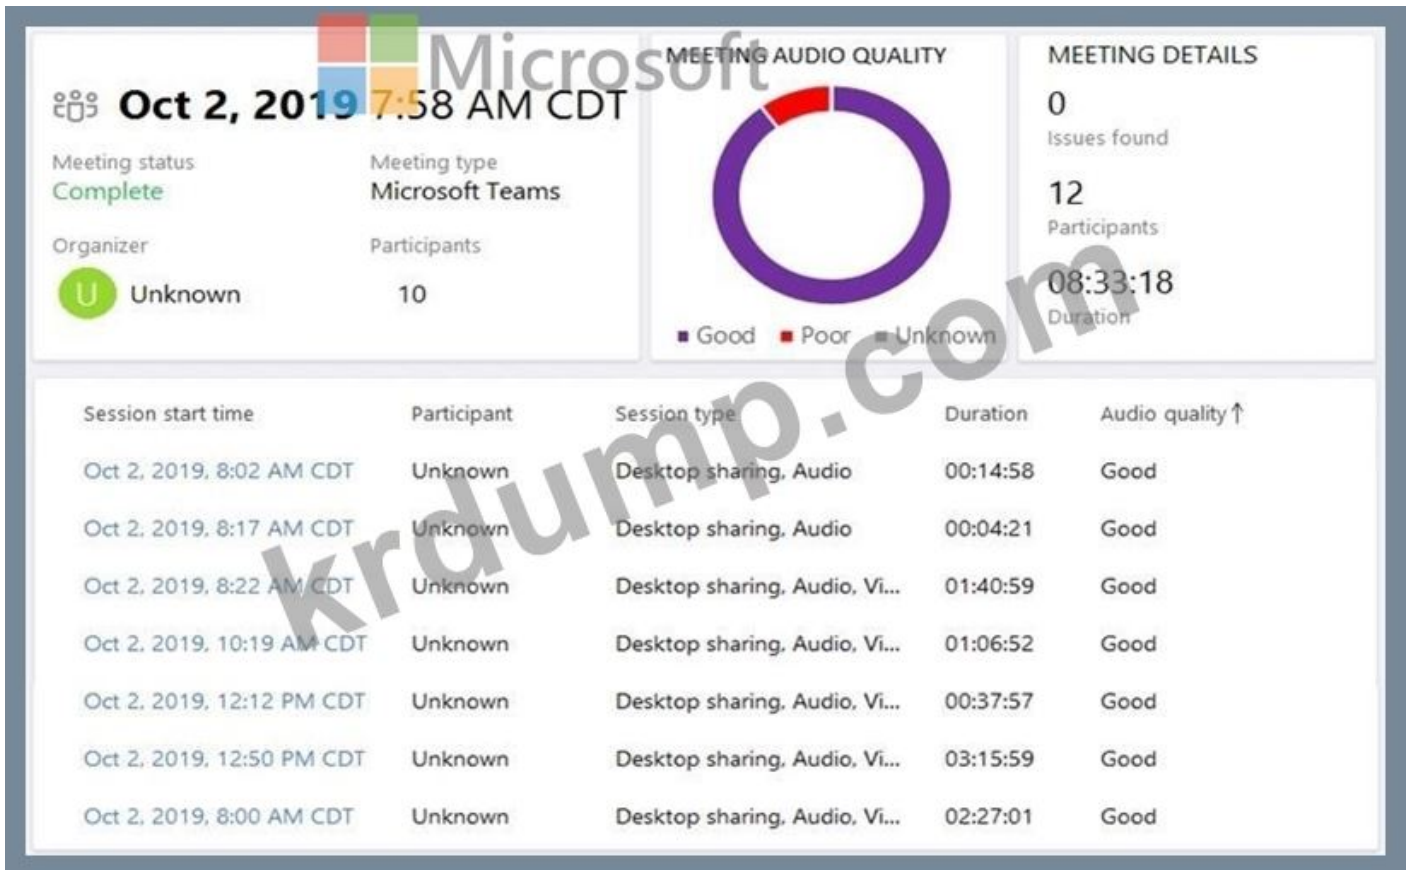 Microsoft
Oct 2, 2019 7:58 AM CDT
Meeting status
Complete
Meeting type
Microsoft Teams
Organizer
U Unknown
Participants
10
MEETING AUDIO QUALITY
Good Poor Unknown
MEETING DETAILS
0
Issues found
12
Participants
08:33:18
Duration
Session start time Participant Session type Duration Audio quality↑
Oct 2, 2019, 8:02 AM CDT Unknown Desktop sharing, Audio 00:14:58 Good
Oct 2, 2019, 8:17 AM CDT Unknown Desktop sharing, Audio 00:04:21 Good
Oct 2, 2019, 8:22 AM CDT Unknown Desktop sharing, Audio, Vi... 01:40:59 Good
Oct 2, 2019, 10:19 AM CDT Unknown Desktop sharing, Audio, Vi... 01:06:52 Good
Oct 2, 2019, 12:12 PM CDT Unknown Desktop sharing, Audio, Vi... 00:37:57 Good
Oct 2, 2019, 12:50 PM CDT Unknown Desktop sharing, Audio, Vi... 03:15:59 Good
Oct 2, 2019, 8:00 AM CDT Unknown Desktop sharing, Audio, Vi... 02:27:01 Good
krdump.com